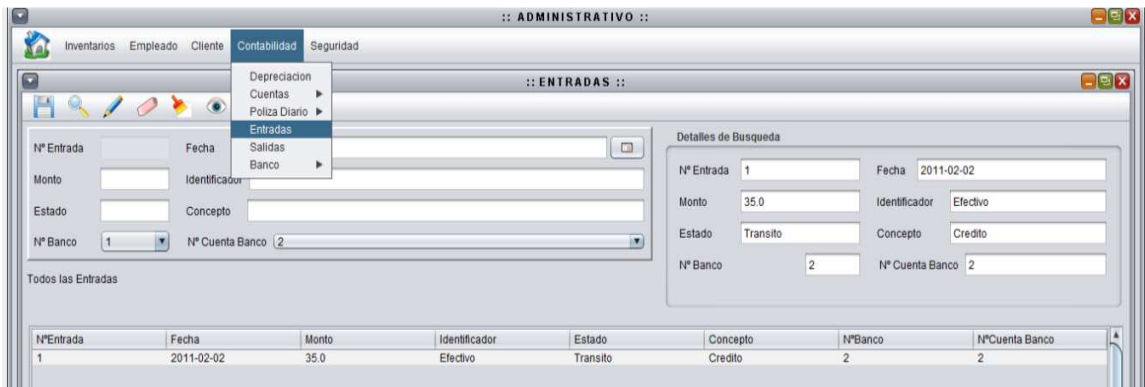 :: ADMINISTRATIVO ::
Inventarios Empleado Cliente Contabilidad Seguridad
Depreciacion
Cuentas
Poliza Diario
Entradas
Salidas
Banco
:: ENTRADAS ::
NºEntrada Fecha
Monto Identificador
Estado Concepto
Nº Banco 1 Nº Cuenta Banco 2
Todos las Entradas
Detalles de Busqueda
Nº Entrada 1 Fecha 2011-02-02
Monto 35.0 Identificador Efectivo
Estado Transito Concepto Credito
Nº Banco 2 Nº Cuenta Banco 2
NºEntrada Fecha Monto Identificador Estado Concepto NºBanco NºCuenta Banco
1 2011-02-02 35.0 Efectivo Transito Credito 2 2